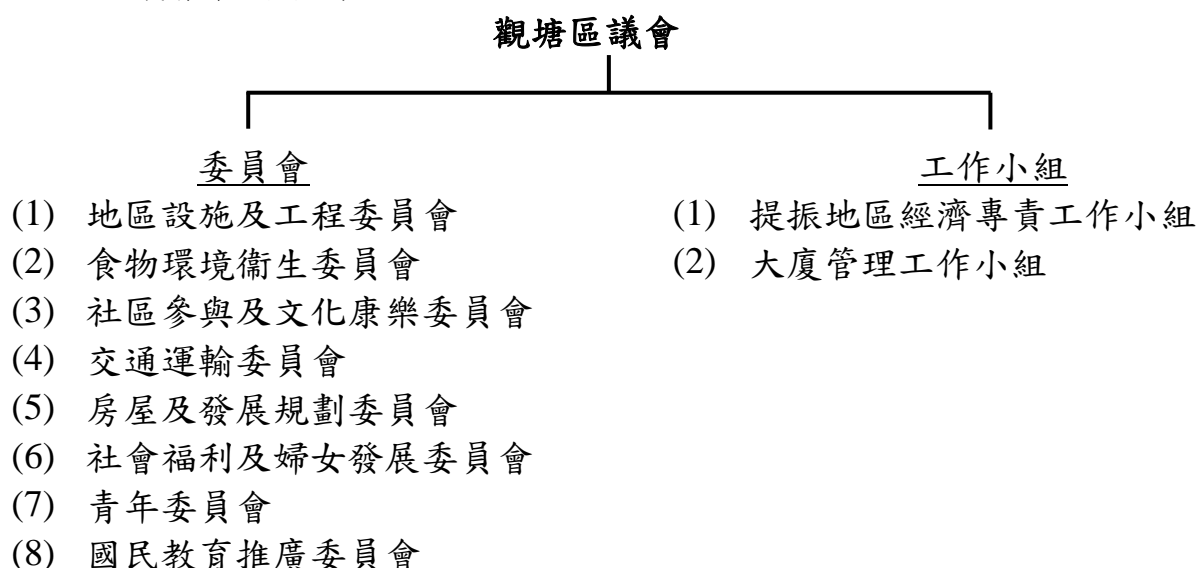 觀塘區議會
委員會
(1) 地區設施及工程委員會
(2) 食物環境衞生委員會
(3) 社區參與及文化康樂委員會
(4) 交通運輸委員會
(5) 房屋及發展規劃委員會
(6) 社會福利及婦女發展委員會
(7) 青年委員會
(8) 國民教育推廣委員會
工作小組
(1) 提振地區經濟專責工作小組
(2) 大廈管理工作小組